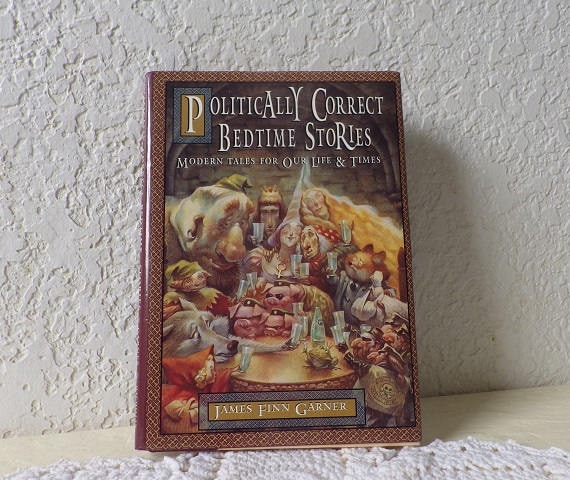 POLITICALLY CORRECT
BEDTIME STORIES
MODERN TALES FOR OUR LIFE & TIMES
JAMES FINN GARNER